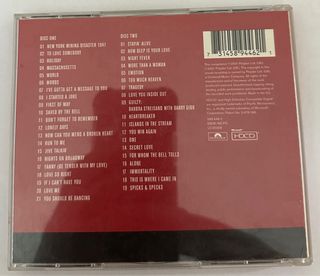 DISC ONE
01 NEW YORK MINING DISASTER 1941
02 TO LOVE SOMEBODY
03 HOLIDAY
04 MASSACHUSETTS
05 WORLD
06 WORDS
07 I'VE GOTTA GET A MESSAGE TO YOU
08 I STARTED A JOKE
09 FIRST OF MAY
10 SAVED BY THE BELL
11 DON'T FORGET TO REMEMBER
12 LONELY DAYS
13 HOW CAN YOU MEND A BROKEN HEART
14 RUN TO ME
15 JIVE TALKIN'
16 NIGHTS ON BROADWAY
17 FANNY (BE TENDER WITH MY LOVE)
18 LOVE SO RIGHT
19 IF I CAN'T HAVE YOU
20 LOVE ME
21 YOU SHOULD BE DANCING
DISC TWO
01 STAYIN' ALIVE
02 HOW DEEP IS YOUR LOVE
03 NIGHT FEVER
04 MORE THAN A WOMAN
05 EMOTION
06 TOO MUCH HEAVEN
07 TRAGEDY
08 LOVE YOU INSIDE OUT
09 GUILTY
BARBRA STREISAND WITH BARRY GIBB
10 HEARTBREAKER
11 ISLANDS IN THE STREAM
12 YOU WIN AGAIN
13 ONE
14 SECRET LOVE
15 FOR WHOM THE BELL TOLLS
16 ALONE
17 IMMORTALITY
18 THIS IS WHERE I CAME IN
19 SPICKS & SPECKS
7 31458 94462 1
HDCD